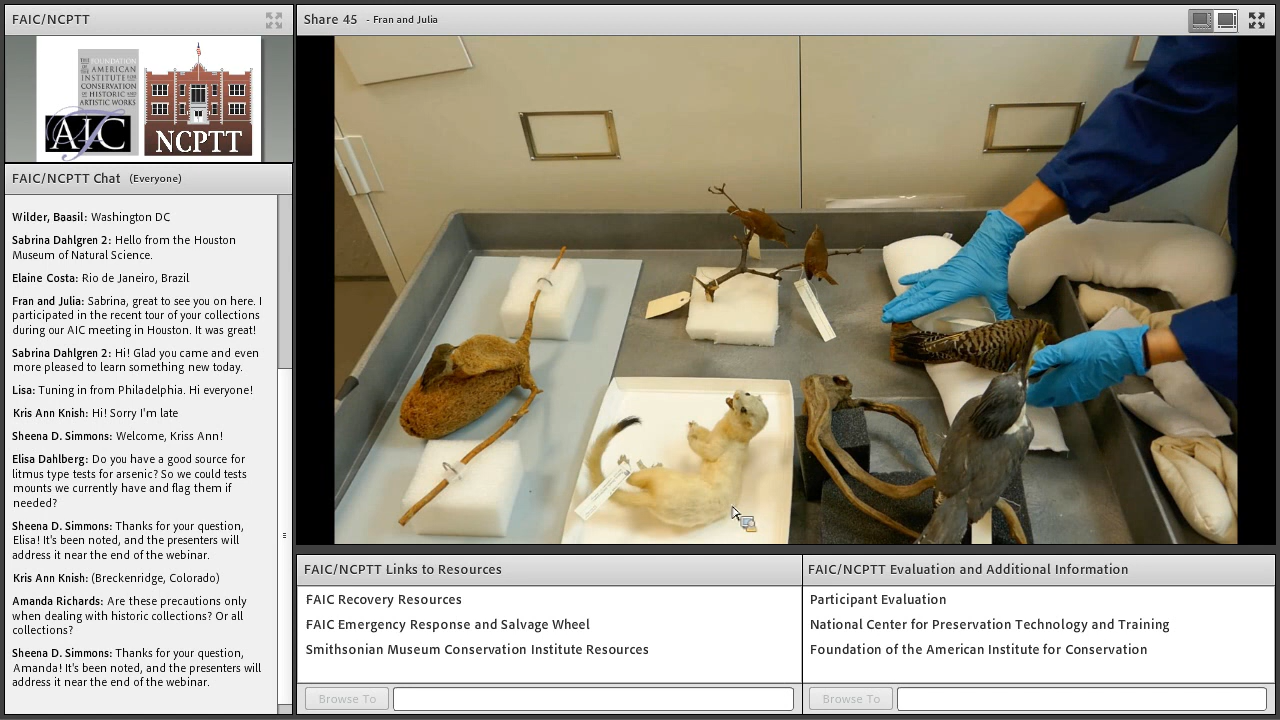 FAIC/NCPTT
THE FOUNDATION
OF THE AMERICAN
INSTITUTE FOR
CONSERVATION
OF HISTORIC AND
ARTISTIC WORKS
AIC
NCPTT
FAIC/NCPTT Chat (Everyone)
Wilder, Baasil: Washington DC
Sabrina Dahlgren 2: Hello from the Houston
Museum of Natural Science.
Elaine Costa: Rio de Janeiro, Brazil
Fran and Julia: Sabrina, great to see you on here. I
participated in the recent tour of your collections
during our AIC meeting in Houston. It was great!
Sabrina Dahlgren 2: Hi! Glad you came and even
more pleased to learn something new today.
Lisa: Tuning in from Philadelphia. Hi everyone!
Kris Ann Knish: Hi! Sorry I'm late
Sheena D. Simmons: Welcome, Kriss Ann!
Elisa Dahlberg: Do you have a good source for
litmus type tests for arsenic? So we could tests
mounts we currently have and flag them if
needed?
Sheena D. Simmons: Thanks for your question,
Elisa! It's been noted, and the presenters will
address it near the end of the webinar.
Kris Ann Knish: (Breckenridge, Colorado)
Amanda Richards: Are these precautions only
when dealing with historic collections? Or all
collections?
Sheena D. Simmons: Thanks for your question,
Amanda! It's been noted, and the presenters will
address it near the end of the webinar.
Share 45 - Fran and Julia
FAIC/NCPTT Links to Resources
FAIC Recovery Resources
FAIC Emergency Response and Salvage Wheel
Smithsonian Museum Conservation Institute Resources
Browse To
FAIC/NCPTT Evaluation and Additional Information
Participant Evaluation
National Center for Preservation Technology and Training
Foundation of the American Institute for Conservation
Browse To